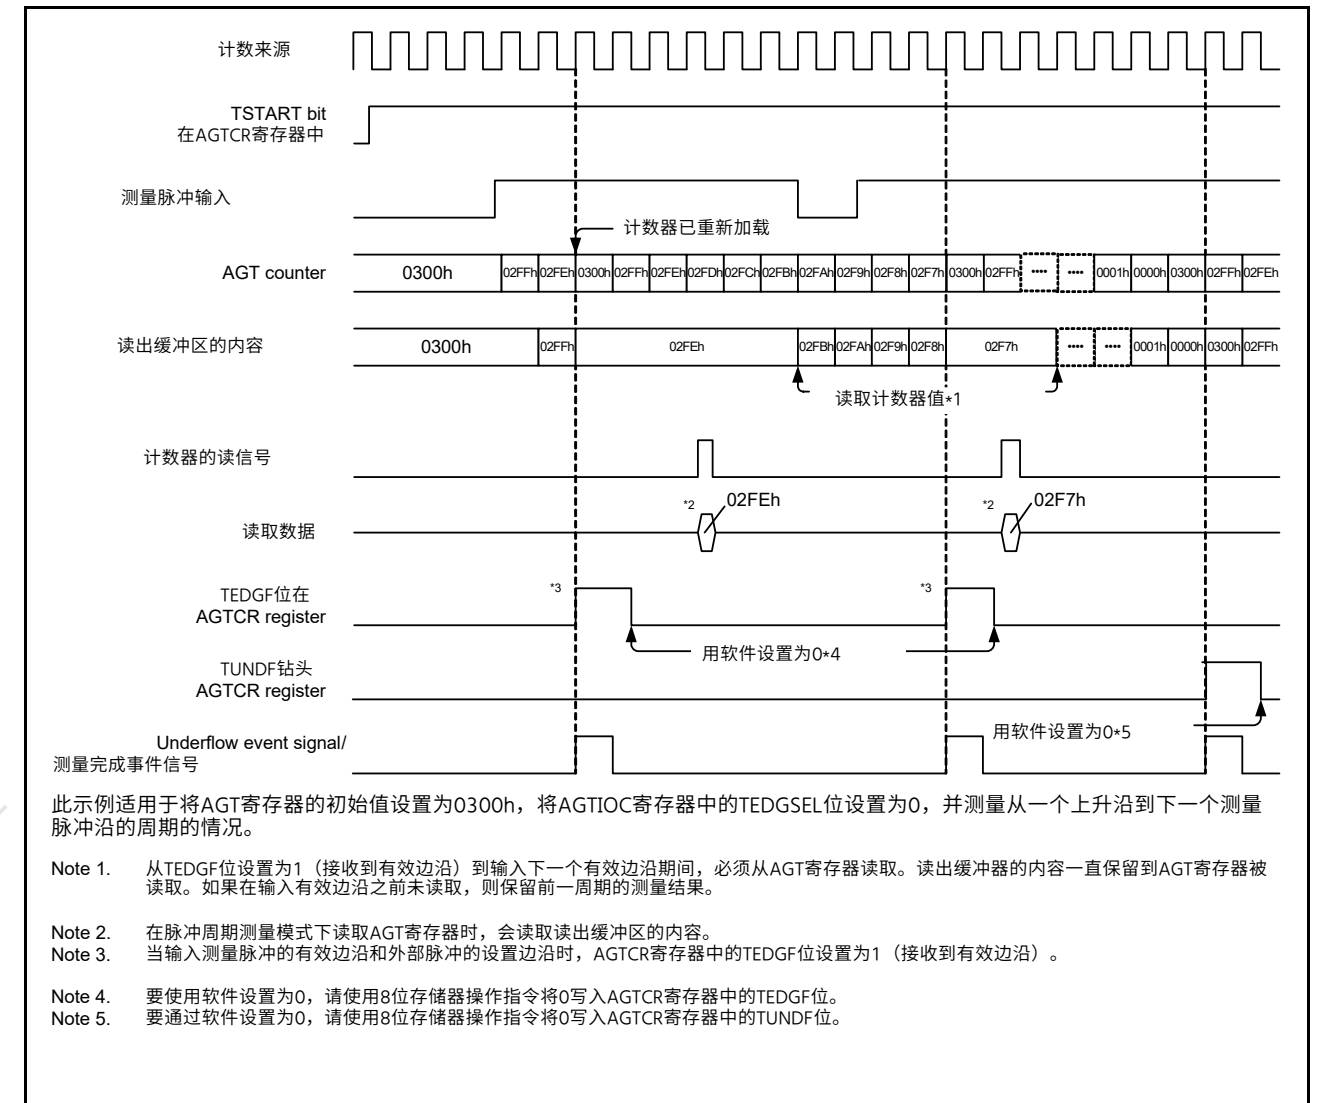 计数来源
TSTART bit
在AGTCR寄存器中
测量脉冲输入
计数器已重新加载
AGT counter
0300h 02FFh 02FEh 0300h 02FFh 02FEh 02FDh 02FCh 02FBh 02FAh 02F9h 02F8h 02F7h 0300h 02FFh •••• •••• 0001h 0000h 0300h 02FFh 02FEh
读出缓冲区的内容
0300h 02FFh 02FEh 02FBh 02FAh 02F9h 02F8h 02F7h •••• •••• 0001h 0000h 0300h 02FFh
读取计数器值*1
计数器的读信号
*2 02FEh *2 02F7h
读取数据
TEDGF位在
AGTCR register
*3 *3
用软件设置为0*4
TUNDF钻头
AGTCR register
用软件设置为0*5
Underflow event signal/
测量完成事件信号
此示例适用于将AGT寄存器的初始值设置为0300h，将AGTIOC寄存器中的TEDGSEL位设置为0，并测量从一个上升沿到下一个测量
脉冲沿的周期的情况。
Note 1. 从TEDGF位设置为1（接收到有效边沿）到输入下一个有效边沿期间，必须从AGT寄存器读取。读出缓冲器的内容一直保留到AGT寄存器被
读取。如果在输入有效边沿之前未读取，则保留前一周期的测量结果。
Note 2. 在脉冲周期测量模式下读取AGT寄存器时，会读取读出缓冲区的内容。
Note 3. 当输入测量脉冲的有效边沿和外部脉冲的设置边沿时，AGTCR寄存器中的TEDGF位设置为1（接收到有效边沿）。
Note 4. 要使用软件设置为0，请使用8位存储器操作指令将0写入AGTCR寄存器中的TEDGF位。
Note 5. 要通过软件设置为0，请使用8位存储器操作指令将0写入AGTCR寄存器中的TUNDF位。